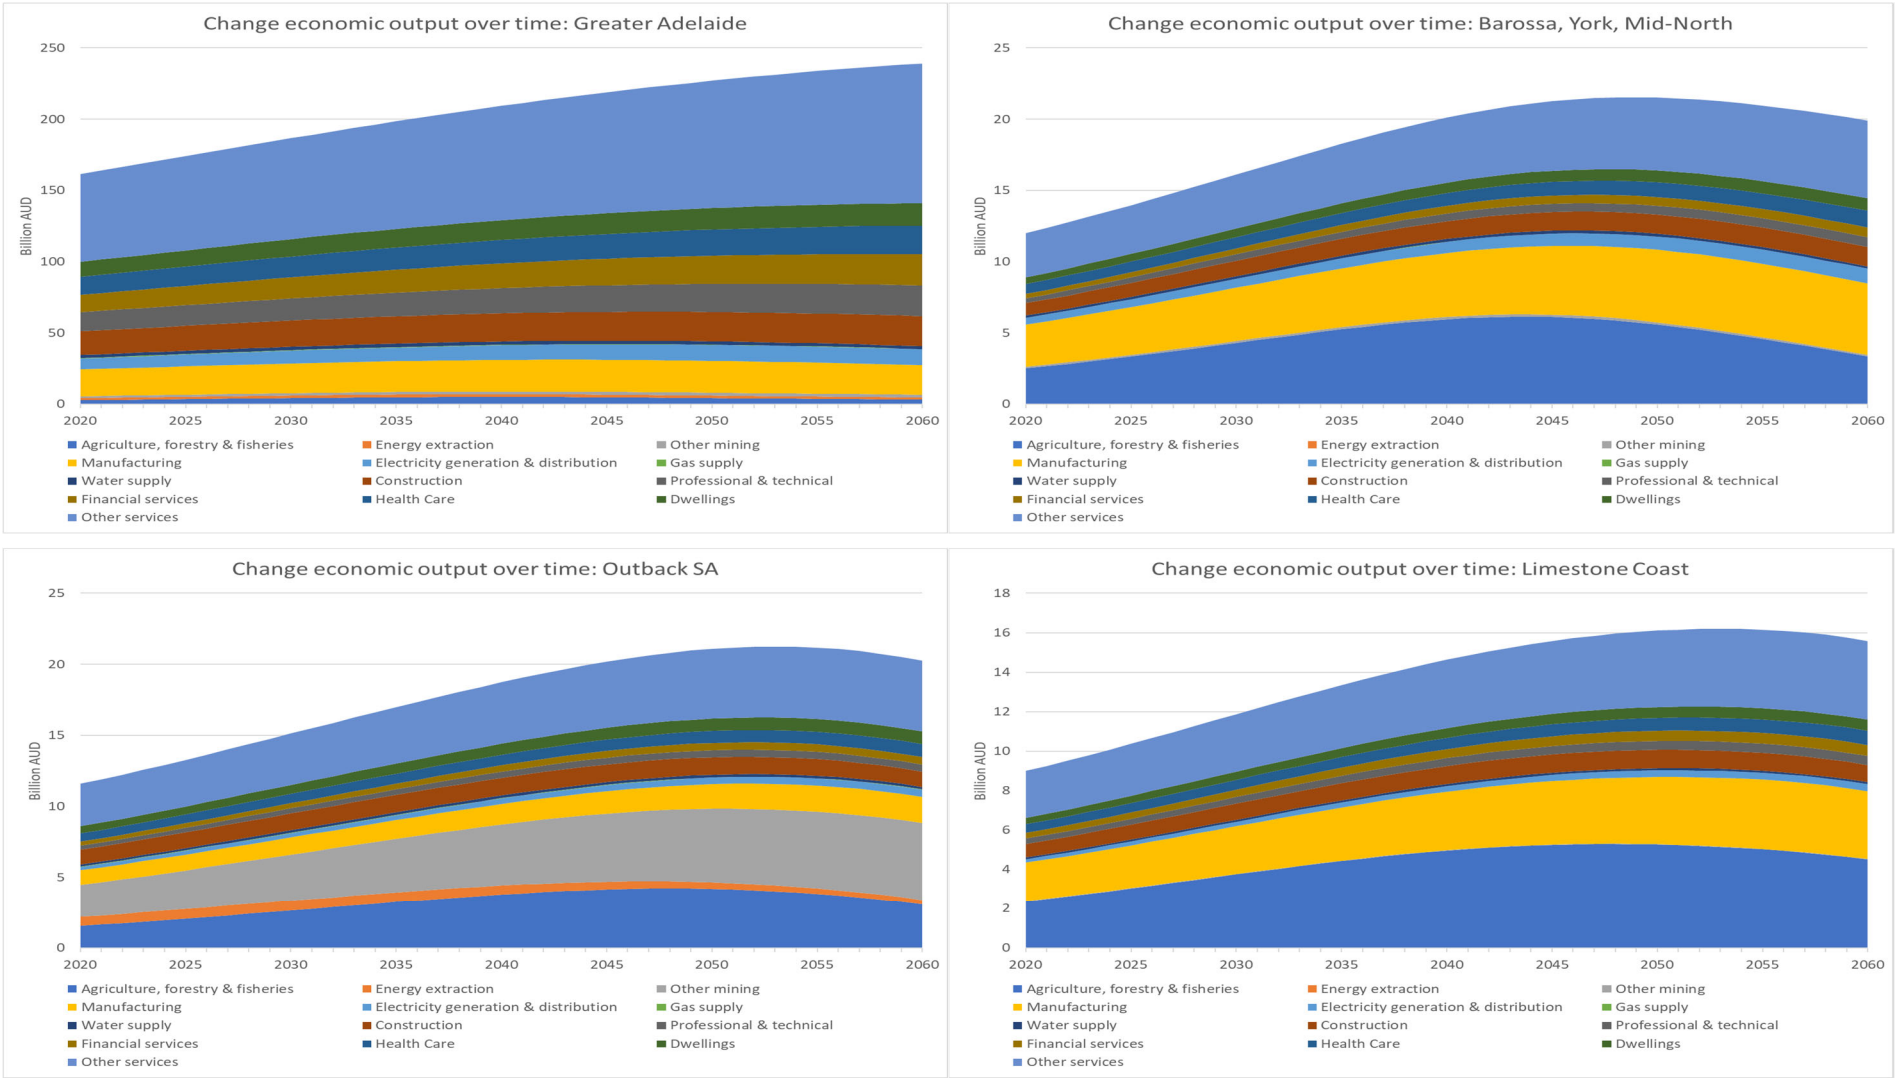 Change economic output over time: Greater Adelaide
250
200
150
100
50
0
Billion AUD
2020 2025 2030 2035 2040 2045 2050 2055 2060
Agriculture, forestry & fisheries Energy extraction Other mining
Manufacturing Electricity generation & distribution Gas supply
Water supply Construction Professional & technical
Financial services Health Care Dwellings
Other services
Change economic output over time: Barossa, York, Mid-North
25
20
15
10
5
0
Billion AUD
2020 2025 2030 2035 2040 2045 2050 2055 2060
Agriculture, forestry & fisheries Energy extraction Other mining
Manufacturing Electricity generation & distribution Gas supply
Water supply Construction Professional & technical
Financial services Health Care Dwellings
Other services
Change economic output over time: Outback SA
25
20
15
10
5
0
Billion AUD
2020 2025 2030 2035 2040 2045 2050 2055 2060
Agriculture, forestry & fisheries Energy extraction Other mining
Manufacturing Electricity generation & distribution Gas supply
Water supply Construction Professional & technical
Financial services Health Care Dwellings
Other services
Change economic output over time: Limestone Coast
18
16
14
12
10
8
6
4
2
0
Billion AUD
2020 2025 2030 2035 2040 2045 2050 2055 2060
Agriculture, forestry & fisheries Energy extraction Other mining
Manufacturing Electricity generation & distribution Gas supply
Water supply Construction Professional & technical
Financial services Health Care Dwellings
Other services